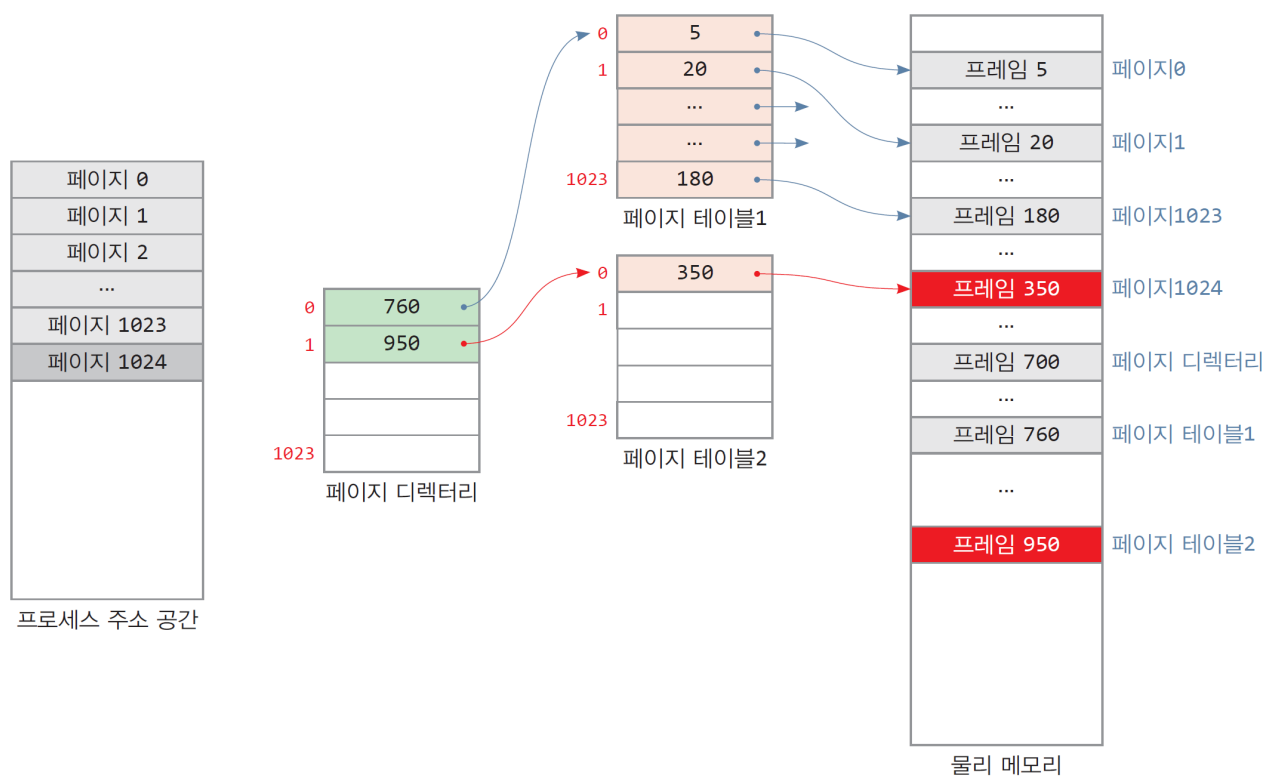 페이지 0
페이지 1
페이지 2
...
페이지 1023
페이지 1024
프로세스 주소 공간
0 760
1 950
1023
페이지 디렉터리
0 5
1 20
...
...
1023 180
페이지 테이블1
0 350
1
1023
페이지 테이블2
프레임 5 페이지0
...
프레임 20 페이지1
...
프레임 180 페이지1023
...
프레임 350 페이지1024
...
프레임 700 페이지 디렉터리
...
프레임 760 페이지 테이블1
...
프레임 950 페이지 테이블2
물리 메모리